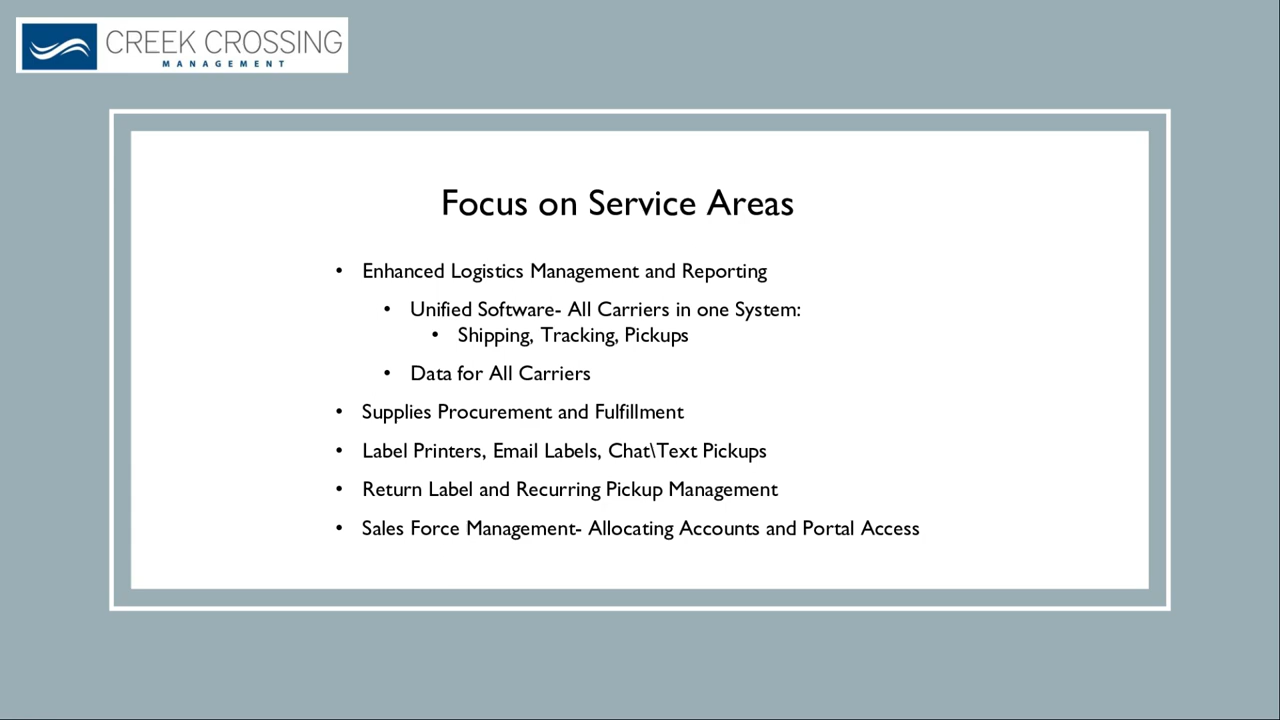 CREEK CROSSING
MANAGEMENT
Focus on Service Areas
• Enhanced Logistics Management and Reporting
• Unified Software- All Carriers in one System:
• Shipping, Tracking, Pickups
• Data for All Carriers
• Supplies Procurement and Fulfillment
• Label Printers, Email Labels, Chat\Text Pickups
• Return Label and Recurring Pickup Management
• Sales Force Management- Allocating Accounts and Portal Access